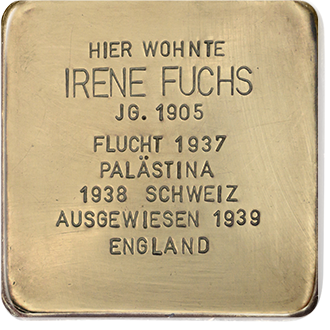 HIER WOHNTE
IRENE FUCHS
JG. 1905
FLUCHT 1937
PALÄSTINA
1938 SCHWEIZ
AUSGEWIESEN 1939
ENGLAND